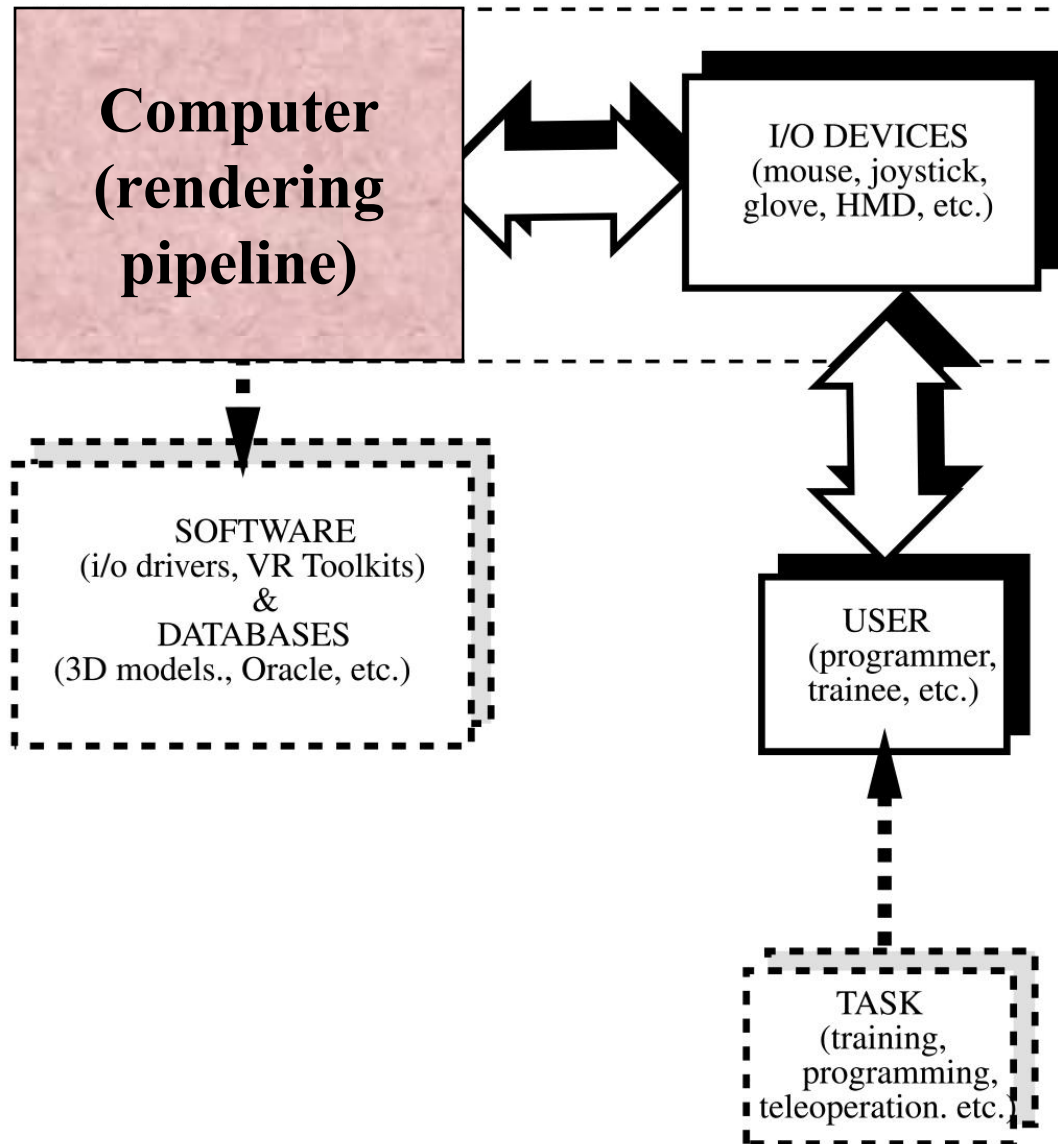 Computer
(rendering
pipeline)
I/O DEVICES
(mouse, joystick,
glove, HMD, etc.)
SOFTWARE
(i/o drivers, VR Toolkits)
&
DATABASES
(3D models., Oracle, etc.)
USER
(programmer,
trainee, etc.)
TASK
(training,
programming,
teleoperation. etc.)